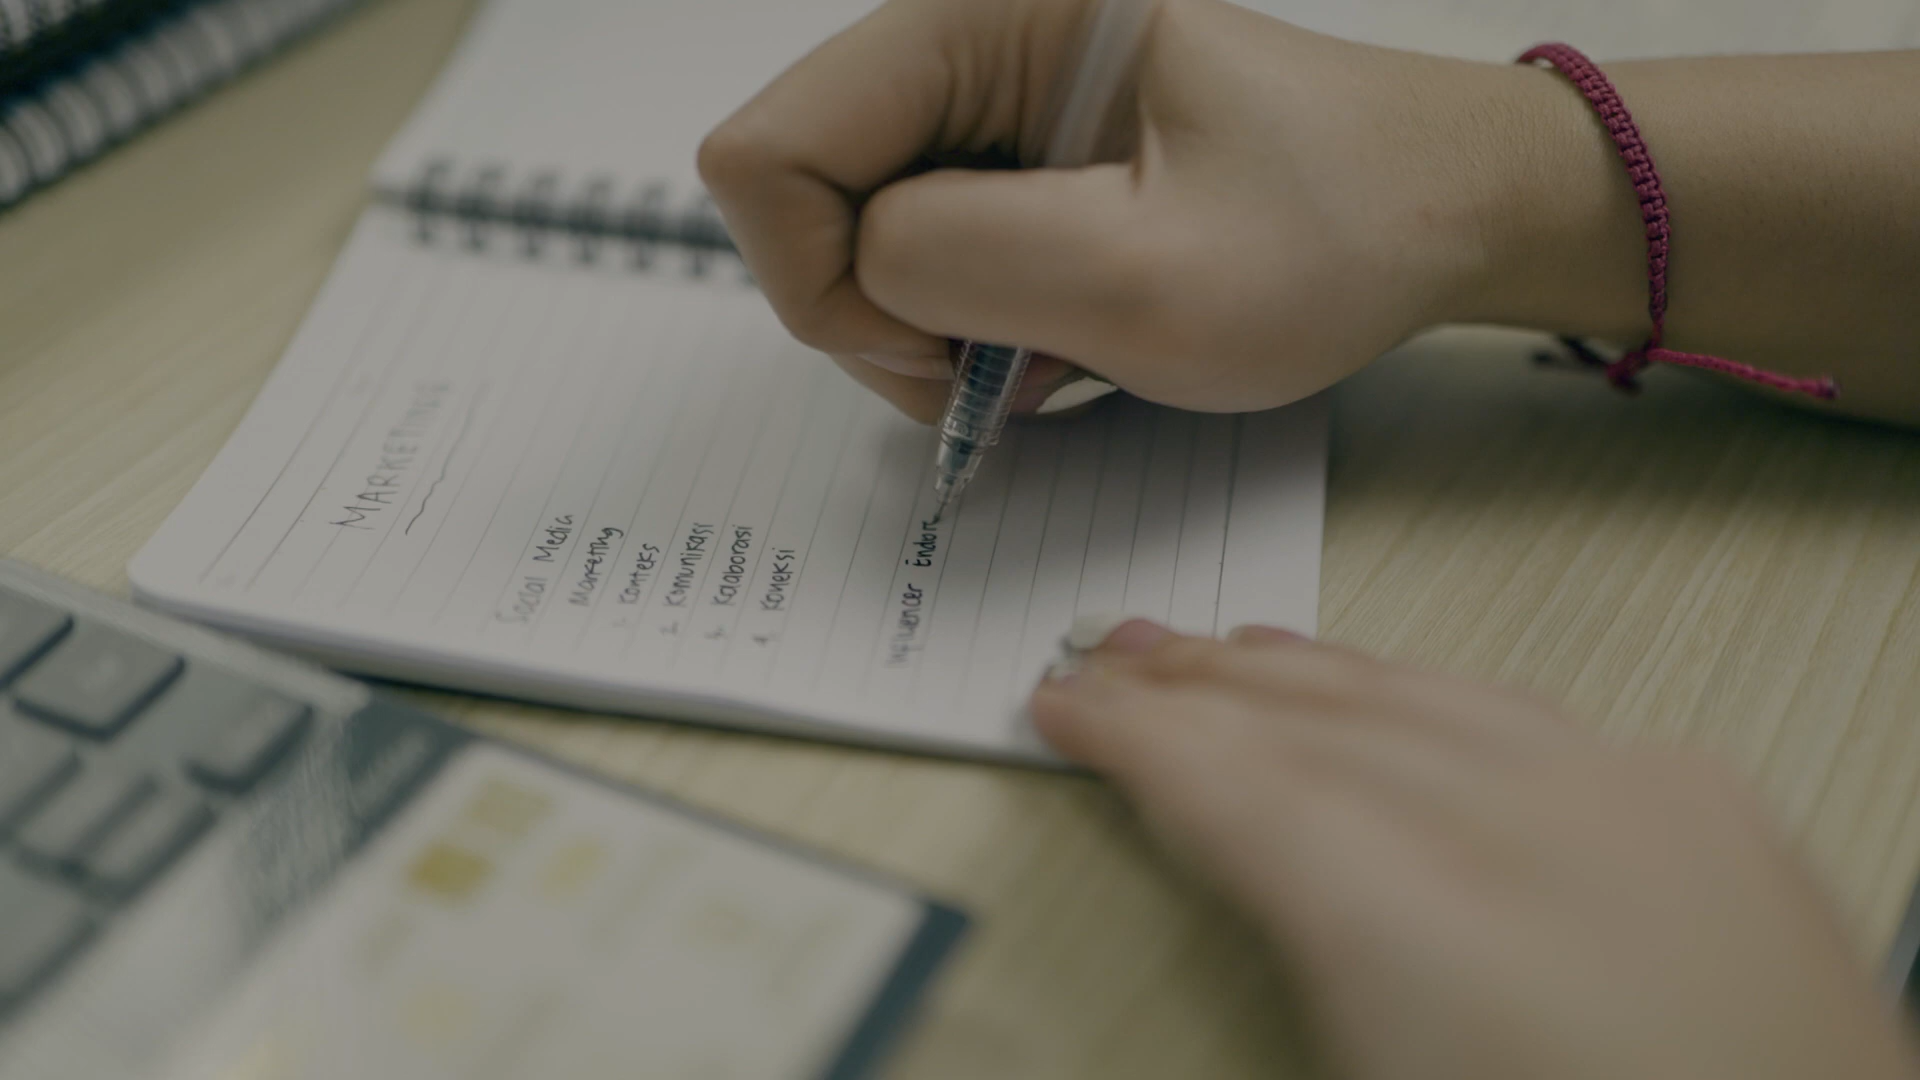 MARKETING
Social Media
Marketing
1. Konteks
2. Komunikasi
3. Kolaborasi
4. Koneksi
Influencer Endor